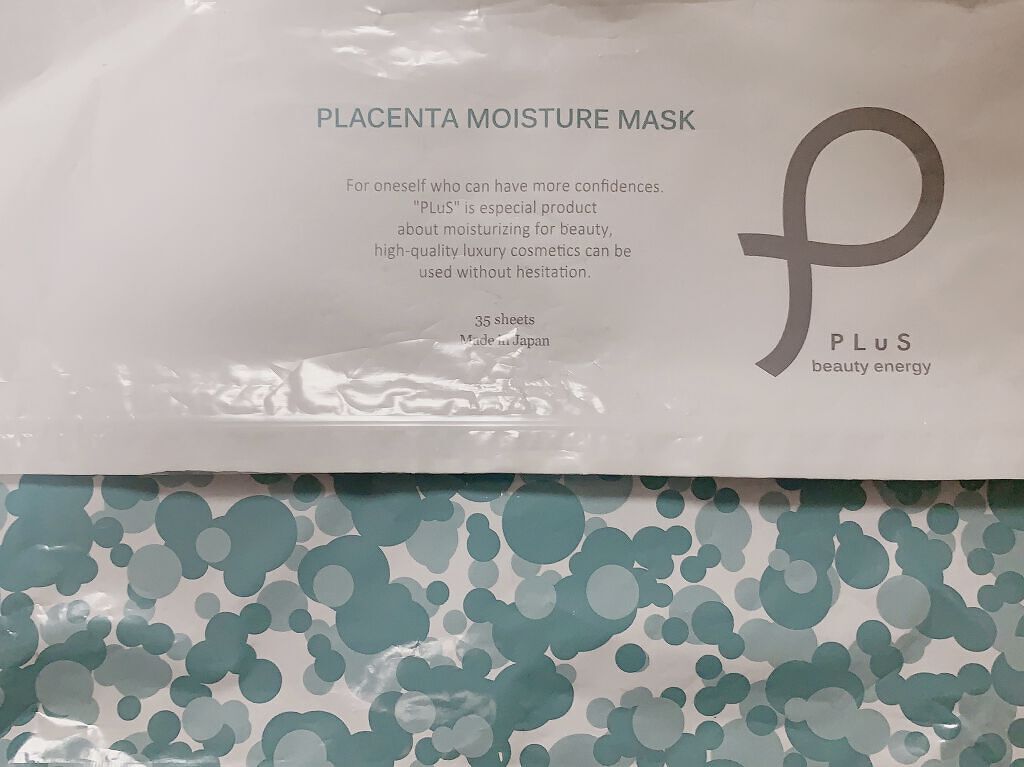 PLACENTA MOISTURE MASK
For oneself who can have more confidences.
"PLuS" is especial product
about moisturizing for beauty,
high-quality luxury cosmetics can be
used without hesitation.
35 sheets
Made in Japan
PLuS
beauty energy